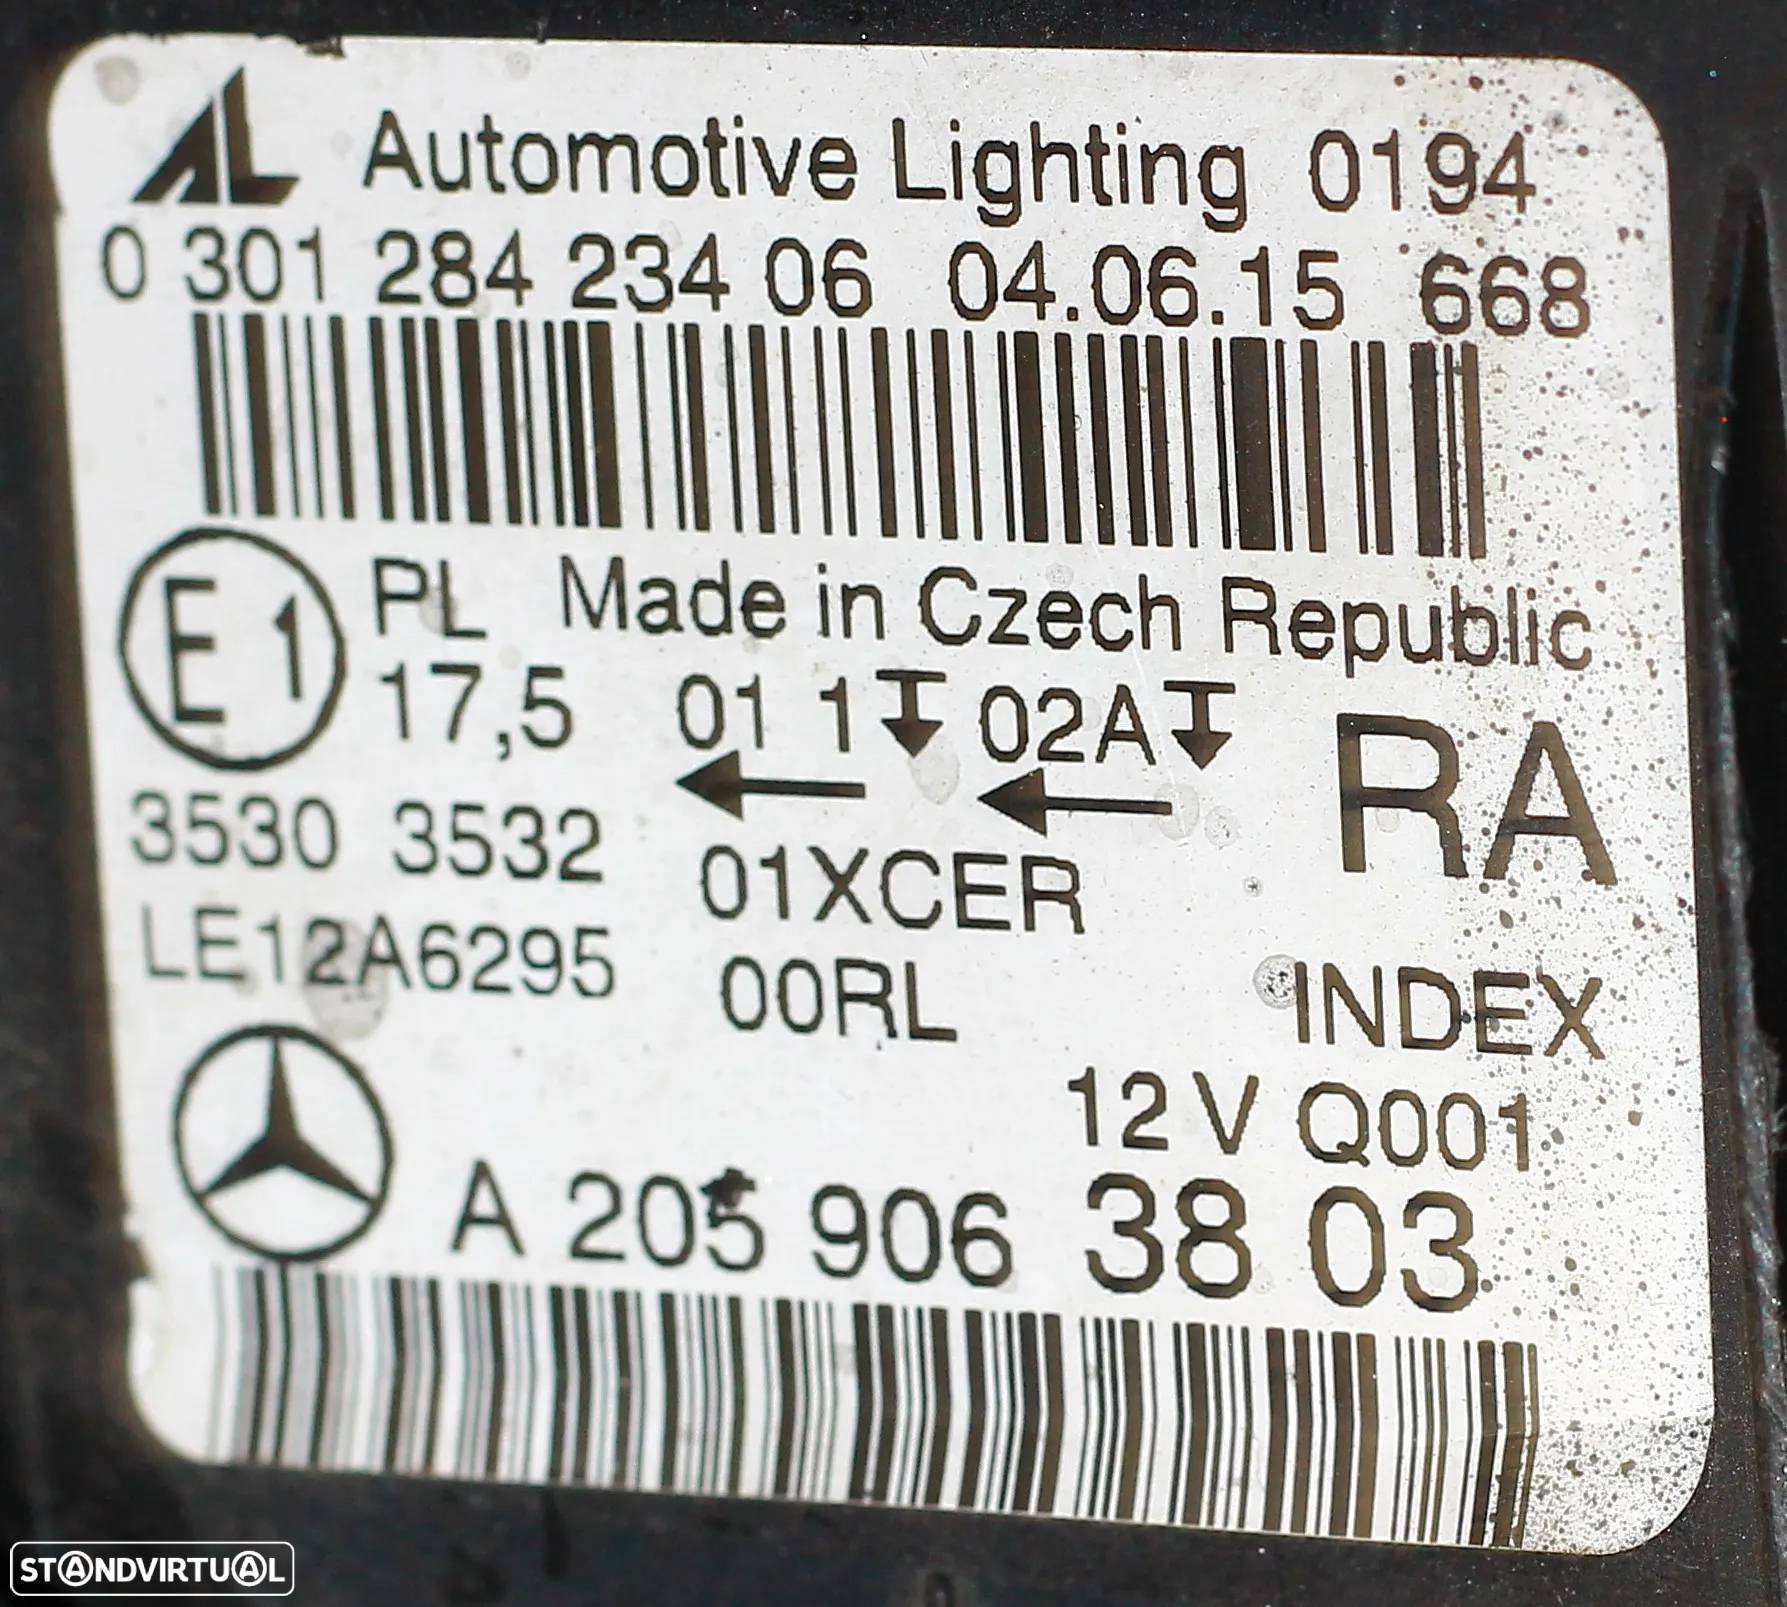 AL Automotive Lighting 0194
0 301 284 234 06 04.06.15 668
E1 PL Made in Czech Republic
17,5 01 1 02A RA
3530 3532 01XCER
LE12A6295 00RL INDEX
12 V Q001
A 205 906 38 03
STANDVIRTUAL